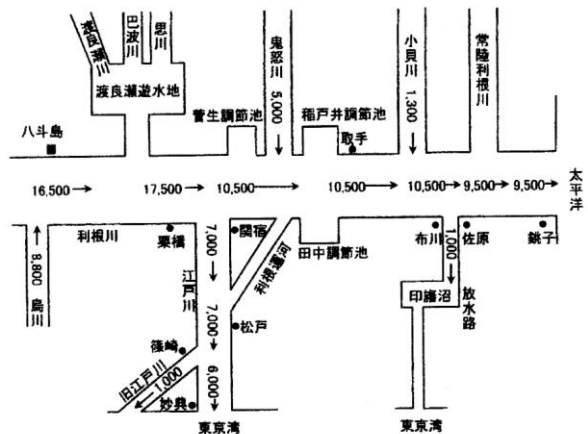 渡良瀬川
巴波川
思川
渡良瀬遊水地
鬼怒川
5,000
小貝川
1,300
常陸利根川
菅生調節池
稲戸井調節池
八斗島
取手
16,500
17,500
10,500
10,500
10,500
9,500
9,500
太平洋
8,800
烏川
利根川
栗橋
7,000
関宿
利根運河
田中調節池
布川
1,000
佐原
銚子
江戸川
7,000
松戸
印旛沼
放水路
篠崎
旧江戸川
1,000
6,000
妙典
東京湾
東京湾